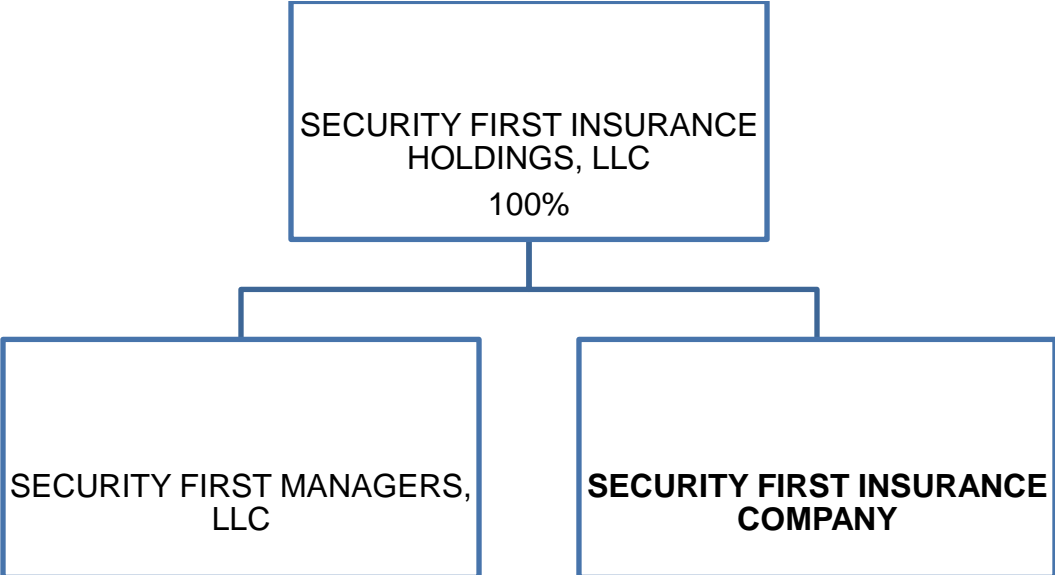 SECURITY FIRST INSURANCE
HOLDINGS, LLC
100%
SECURITY FIRST MANAGERS,
LLC
SECURITY FIRST INSURANCE
COMPANY